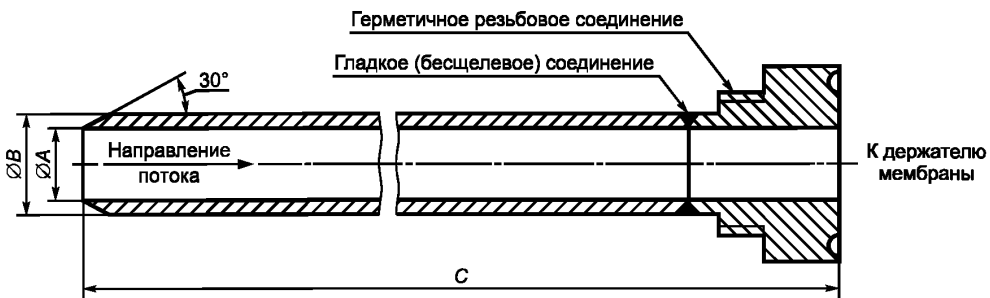 Герметичное резьбовое соединение
Гладкое (бесщелевое) соединение
30°
ØB
ØA
Направление
потока
К держателю
мембраны
C